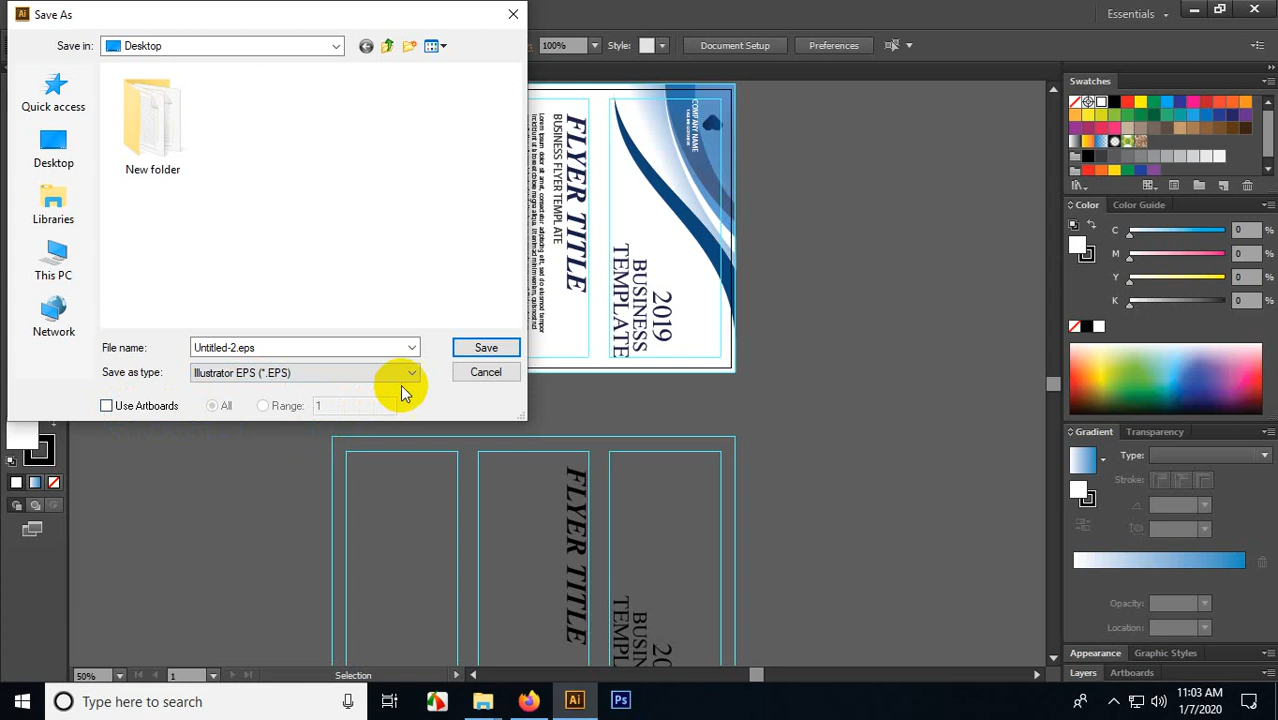 Save As
Essentials
Save in:
Desktop
100%
Style:
Document Setup
Preferences
Quick access
Desktop
Libraries
This PC
Network
New folder
File name:
Untitled-2.eps
Save
Save as type:
Illustrator EPS (*.EPS)
Cancel
Use Artboards
All
Range:
1
COMPANY NAME
FLYER TITLE
BUSINESS FLYER TEMPLATE
2019
BUSINESS
TEMPLATE
FLYER TITLE
Swatches
Color
Color Guide
C
0
%
M
0
%
Y
0
%
K
0
%
Gradient
Transparency
Type:
Stroke:
Opacity:
Location:
Appearance
Graphic Styles
Layers
Artboards
50%
1
Selection
Type here to search
Ai
Ps
11:03 AM
1/7/2020